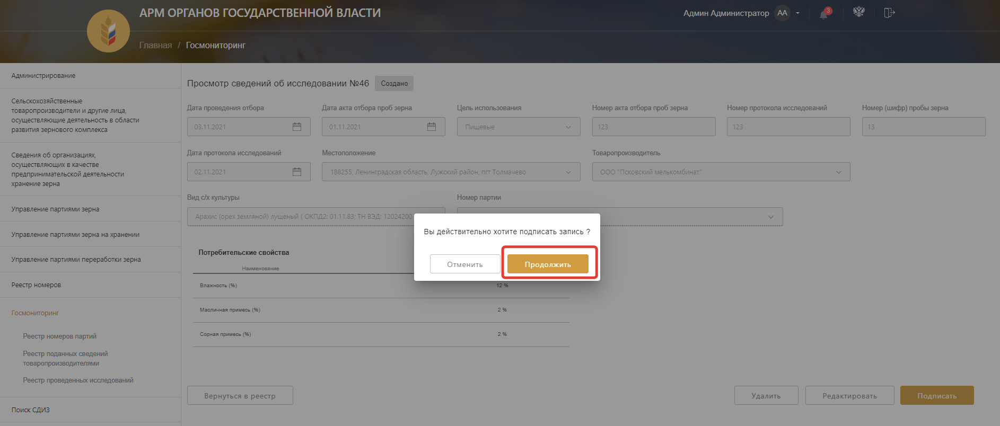 АРМ ОРГАНОВ ГОСУДАРСТВЕННОЙ ВЛАСТИ
Админ Администратор АА 3
Главная / Госмониторинг
Администрирование
Сельскохозяйственные
товаропроизводители и другие лица,
осуществляющие деятельность в области
развития зернового комплекса
Сведения об организациях,
осуществляющих в качестве
предпринимательской деятельности
хранение зерна
Управление партиями зерна
Управление партиями зерна на хранении
Управление партиями переработки зерна
Реестр номеров
Госмониторинг
Реестр номеров партий
Реестр поданных сведений
товаропроизводителями
Реестр проведенных исследований
Поиск СДИЗ
Просмотр сведений об исследовании №46 Создано
Дата проведения отбора
03.11.2021
Дата акта отбора проб зерна
01.11.2021
Цель использования
Пищевые
Номер акта отбора проб зерна
123
Номер протокола исследований
123
Номер (шифр) пробы зерна
13
Дата протокола исследований
02.11.2021
Местоположение
188255, Ленинградская область, Лужский район, пгт Толмачево
Товаропроизводитель
ООО "Псковский мелькомбинат"
Вид с/х культуры
Арахис (орех земляной) лущеный ( ОКПД2: 01.11.83; ТН ВЭД: 12024200
Номер партии
Вы действительно хотите подписать запись ?
Отменить
Продолжить
Потребительские свойства
Наименование
Влажность (%) 12 %
Масличная примесь (%) 2 %
Сорная примесь (%) 2 %
Вернуться в реестр
Удалить
Редактировать
Подписать